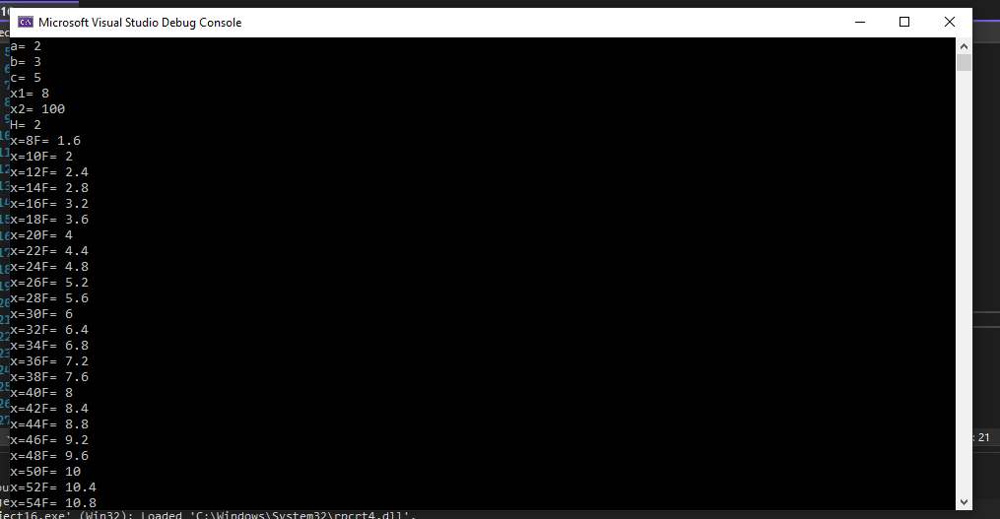 Microsoft Visual Studio Debug Console
a= 2
b= 3
c= 5
x1= 8
x2= 100
H= 2
x=8F= 1.6
x=10F= 2
x=12F= 2.4
x=14F= 2.8
x=16F= 3.2
x=18F= 3.6
x=20F= 4
x=22F= 4.4
x=24F= 4.8
x=26F= 5.2
x=28F= 5.6
x=30F= 6
x=32F= 6.4
x=34F= 6.8
x=36F= 7.2
x=38F= 7.6
x=40F= 8
x=42F= 8.4
x=44F= 8.8
x=46F= 9.2
x=48F= 9.6
x=50F= 10
x=52F= 10.4
x=54F= 10.8
: 21
ject16.exe' (Win32): Loaded 'C:\Windows\System32\rpcrt4.dll'.